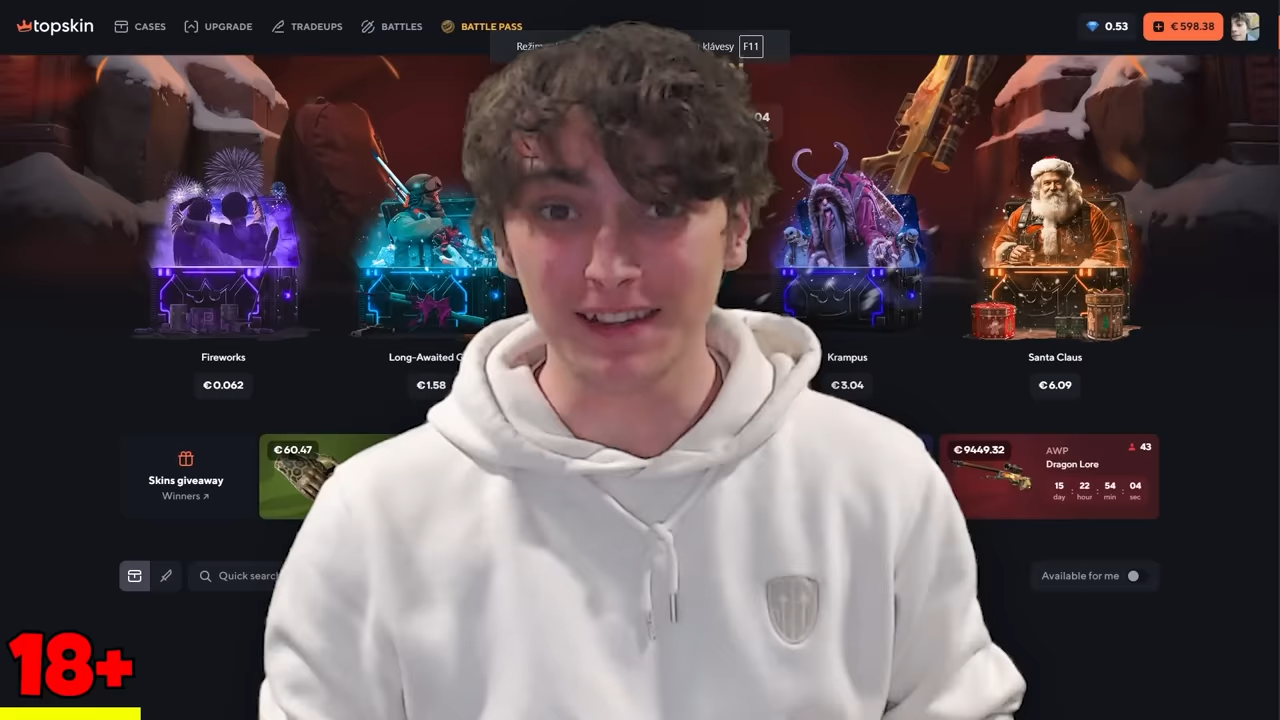 topskin
CASES
UPGRADE
TRADEUPS
BATTLES
BATTLE PASS
0.53
€ 598.38
klávesy F11
04
Fireworks
€ 0.062
Long-Awaited
€ 1.58
Krampus
€ 3.04
Santa Claus
€ 6.09
Skins giveaway
Winners
€ 60.47
€ 9449.32
AWP
43
Dragon Lore
15 : 22 : 54 : 04
day hour min sec
Quick search
Available for me
18+